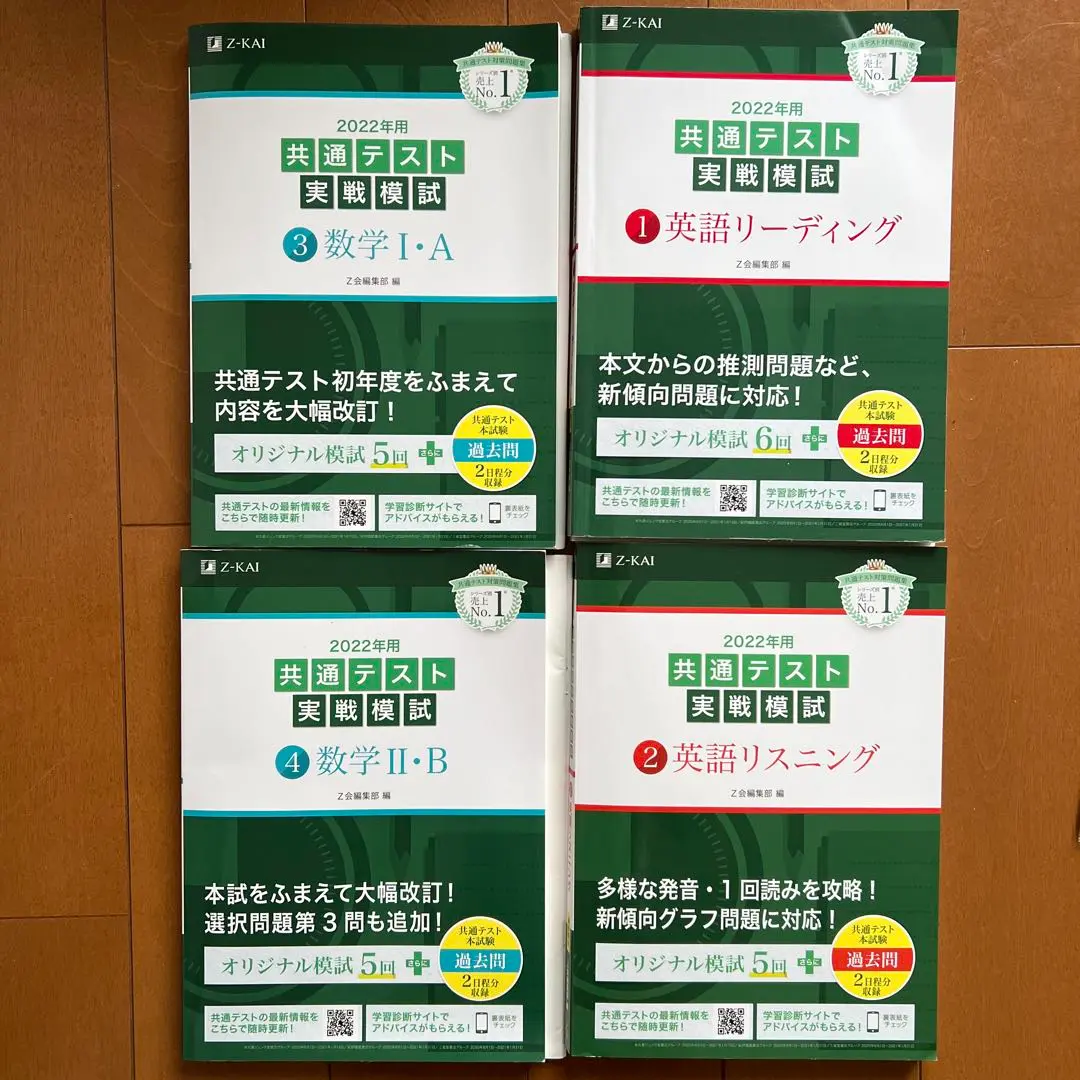 Z-KAI
共通テスト対策問題集
シリーズ別
売上
No.1
2022年用
共通テスト
実戦模試
3 数学 I・A
Z会編集部 編
共通テスト初年度をふまえて
内容を大幅改訂!
オリジナル模試5回 さらに
共通テスト
本試験
過去問
2日程分
収録
共通テストの最新情報を
こちらで随時更新!
学習診断サイトで
アドバイスがもらえる!
裏表紙を
チェック
Z-KAI
共通テスト対策問題集
シリーズ別
売上
No.1
2022年用
共通テスト
実戦模試
1 英語リーディング
Z会編集部 編
本文からの推測問題など、
新傾向問題に対応!
オリジナル模試6回 さらに
共通テスト
本試験
過去問
2日程分
収録
共通テストの最新情報を
こちらで随時更新!
学習診断サイトで
アドバイスがもらえる!
裏表紙を
チェック
Z-KAI
共通テスト対策問題集
シリーズ別
売上
No.1
2022年用
共通テスト
実戦模試
4 数学 II・B
Z会編集部 編
本試をふまえて大幅改訂!
選択問題第3問も追加!
オリジナル模試5回 さらに
共通テスト
本試験
過去問
2日程分
収録
共通テストの最新情報を
こちらで随時更新!
学習診断サイトで
アドバイスがもらえる!
裏表紙を
チェック
Z-KAI
共通テスト対策問題集
シリーズ別
売上
No.1
2022年用
共通テスト
実戦模試
2 英語リスニング
Z会編集部 編
多様な発音・1回読みを攻略!
新傾向グラフ問題に対応!
オリジナル模試5回 さらに
共通テスト
本試験
過去問
2日程分
収録
共通テストの最新情報を
こちらで随時更新!
学習診断サイトで
アドバイスがもらえる!
裏表紙を
チェック